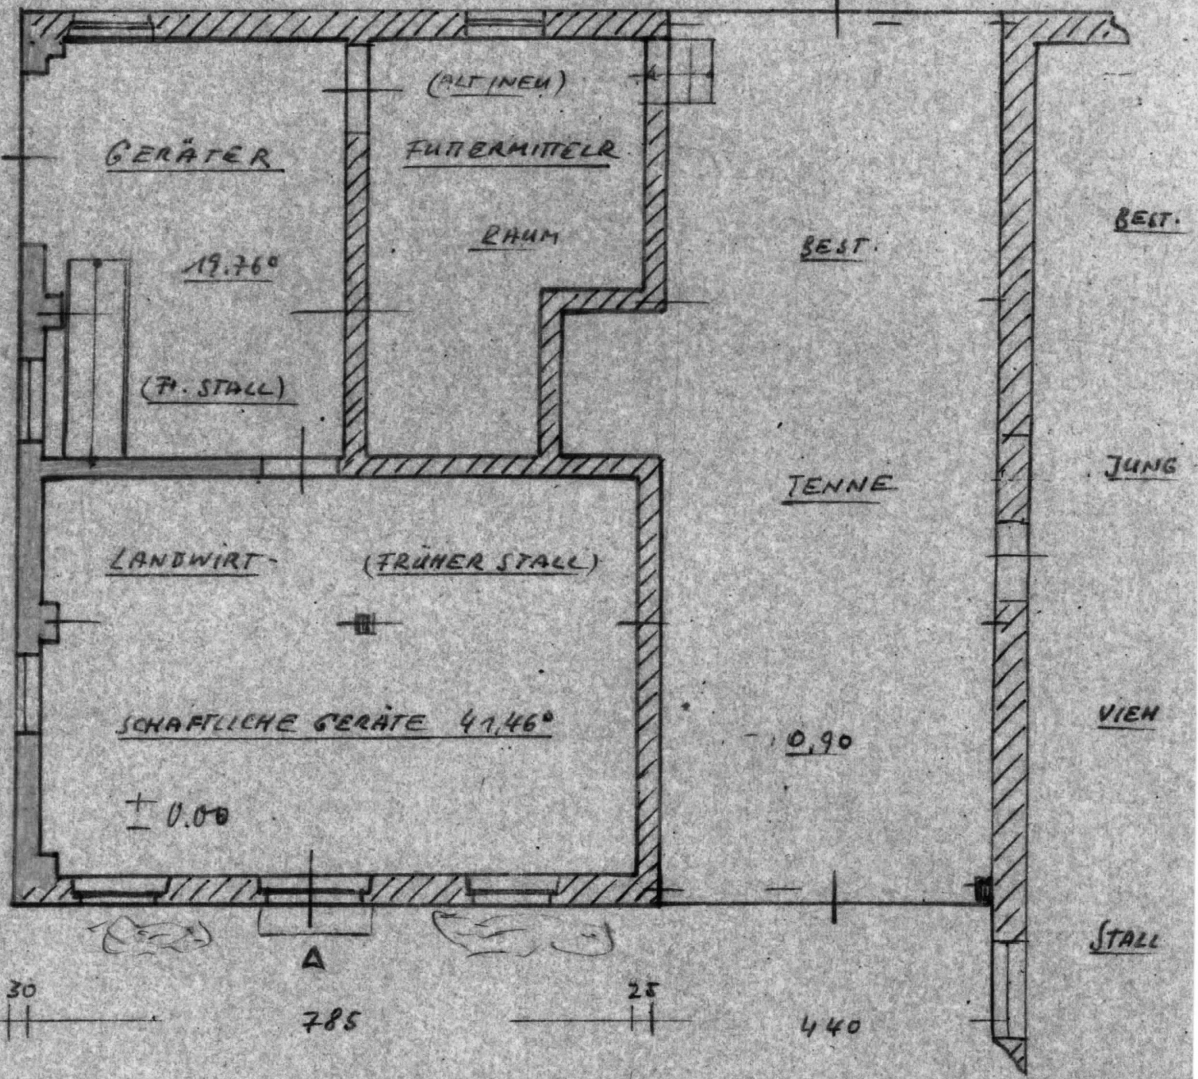 (ALT/NEU)
GERÄTER
FUTTERMITTELR
RAUM
19.76°
(FR. STALL)
BEST.
TENNE
- 0,90
BEST.
JUNG
VIEH
STALL
LANDWIRT-
(FRÜHER STALL)
SCHAFTLICHE GERÄTE 41,46°
± 0.00
A
30
785
25
440